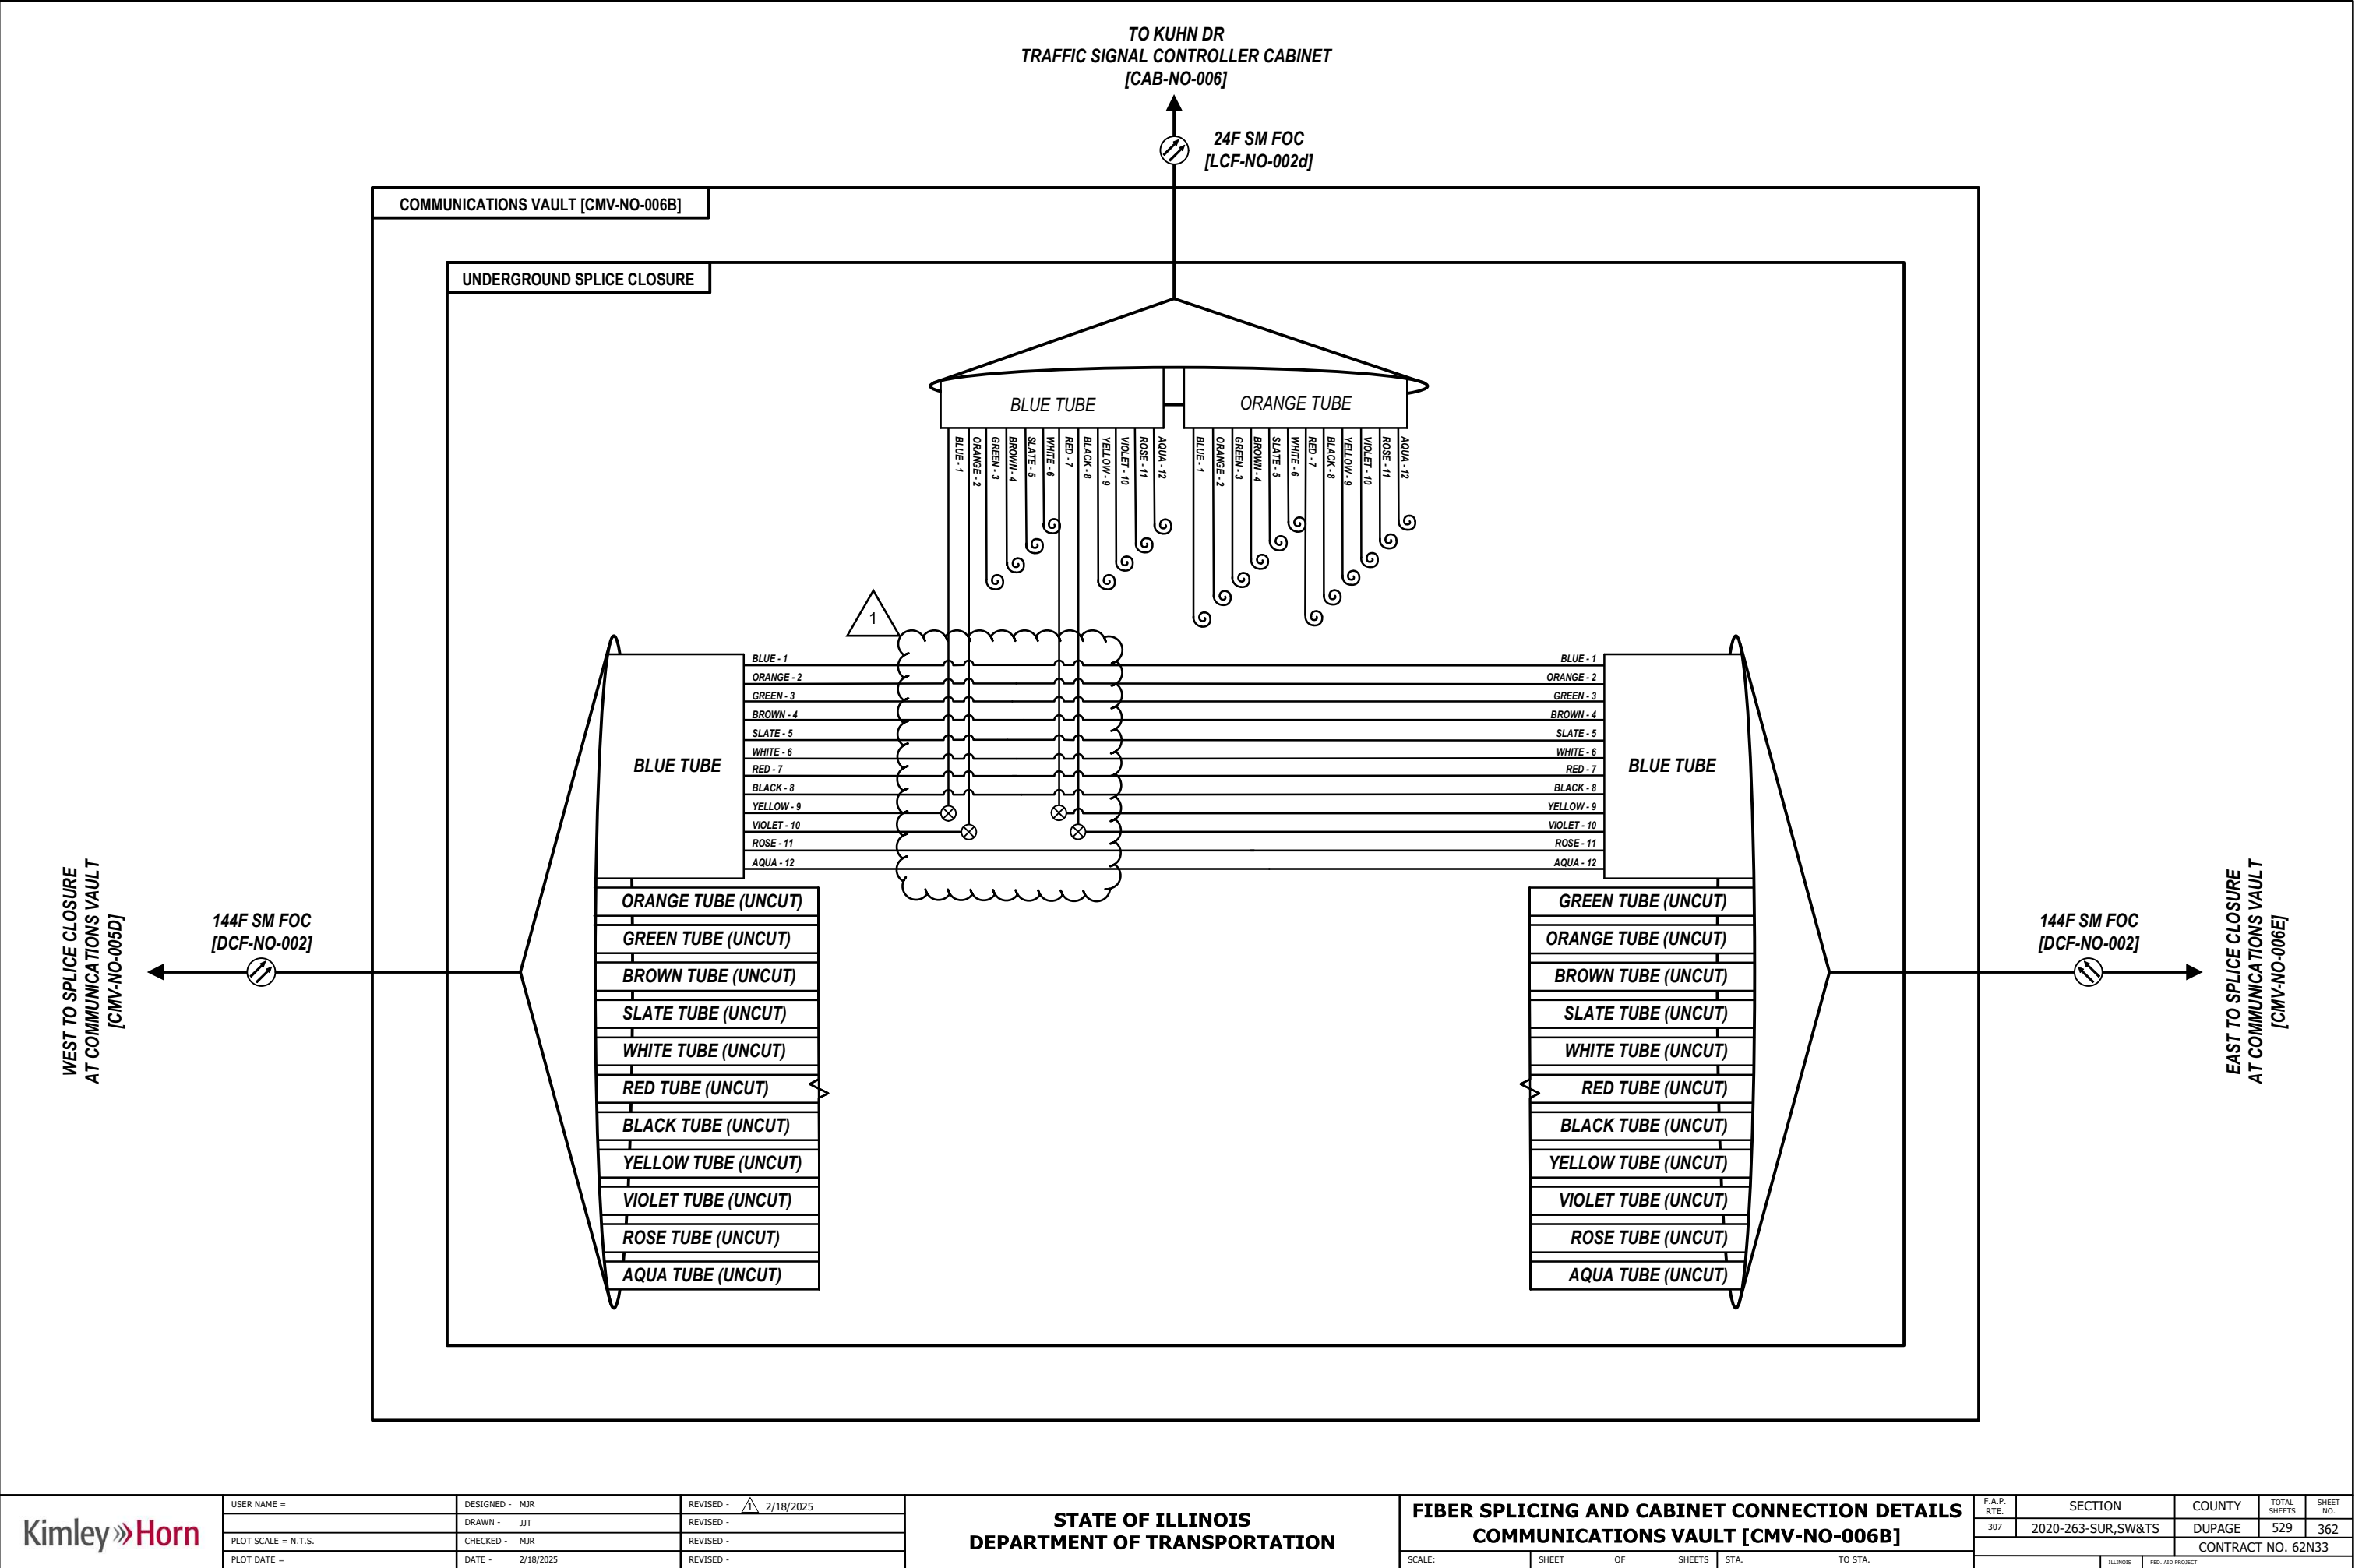 TO KUHN DR
TRAFFIC SIGNAL CONTROLLER CABINET
[CAB-NO-006]
24F SM FOC
[LCF-NO-002d]
COMMUNICATIONS VAULT [CMV-NO-006B]
UNDERGROUND SPLICE CLOSURE
BLUE TUBE
ORANGE TUBE
BLUE - 1
ORANGE - 2
GREEN - 3
BROWN - 4
SLATE - 5
WHITE - 6
RED - 7
BLACK - 8
YELLOW - 9
VIOLET - 10
ROSE - 11
AQUA - 12
BLUE - 1
ORANGE - 2
GREEN - 3
BROWN - 4
SLATE - 5
WHITE - 6
RED - 7
BLACK - 8
YELLOW - 9
VIOLET - 10
ROSE - 11
AQUA - 12
1
BLUE TUBE
BLUE - 1
ORANGE - 2
GREEN - 3
BROWN - 4
SLATE - 5
WHITE - 6
RED - 7
BLACK - 8
YELLOW - 9
VIOLET - 10
ROSE - 11
AQUA - 12
BLUE - 1
ORANGE - 2
GREEN - 3
BROWN - 4
SLATE - 5
WHITE - 6
RED - 7
BLACK - 8
YELLOW - 9
VIOLET - 10
ROSE - 11
AQUA - 12
BLUE TUBE
WEST TO SPLICE CLOSURE
AT COMMUNICATIONS VAULT
[CMV-NO-005D]
144F SM FOC
[DCF-NO-002]
ORANGE TUBE (UNCUT)
GREEN TUBE (UNCUT)
BROWN TUBE (UNCUT)
SLATE TUBE (UNCUT)
WHITE TUBE (UNCUT)
RED TUBE (UNCUT)
BLACK TUBE (UNCUT)
YELLOW TUBE (UNCUT)
VIOLET TUBE (UNCUT)
ROSE TUBE (UNCUT)
AQUA TUBE (UNCUT)
GREEN TUBE (UNCUT)
ORANGE TUBE (UNCUT)
BROWN TUBE (UNCUT)
SLATE TUBE (UNCUT)
WHITE TUBE (UNCUT)
RED TUBE (UNCUT)
BLACK TUBE (UNCUT)
YELLOW TUBE (UNCUT)
VIOLET TUBE (UNCUT)
ROSE TUBE (UNCUT)
AQUA TUBE (UNCUT)
144F SM FOC
[DCF-NO-002]
EAST TO SPLICE CLOSURE
AT COMMUNICATIONS VAULT
[CMV-NO-006E]
Kimley»Horn
USER NAME =
PLOT SCALE = N.T.S.
PLOT DATE =
DESIGNED - MJR
DRAWN - JJT
CHECKED - MJR
DATE - 2/18/2025
REVISED - 1 2/18/2025
REVISED -
REVISED -
REVISED -
STATE OF ILLINOIS
DEPARTMENT OF TRANSPORTATION
FIBER SPLICING AND CABINET CONNECTION DETAILS
COMMUNICATIONS VAULT [CMV-NO-006B]
SCALE: SHEET OF SHEETS STA. TO STA.
F.A.P. RTE.
307
SECTION
2020-263-SUR,SW&TS
COUNTY
DUPAGE
TOTAL SHEETS
529
SHEET NO.
362
CONTRACT NO. 62N33
ILLINOIS FED. AID PROJECT